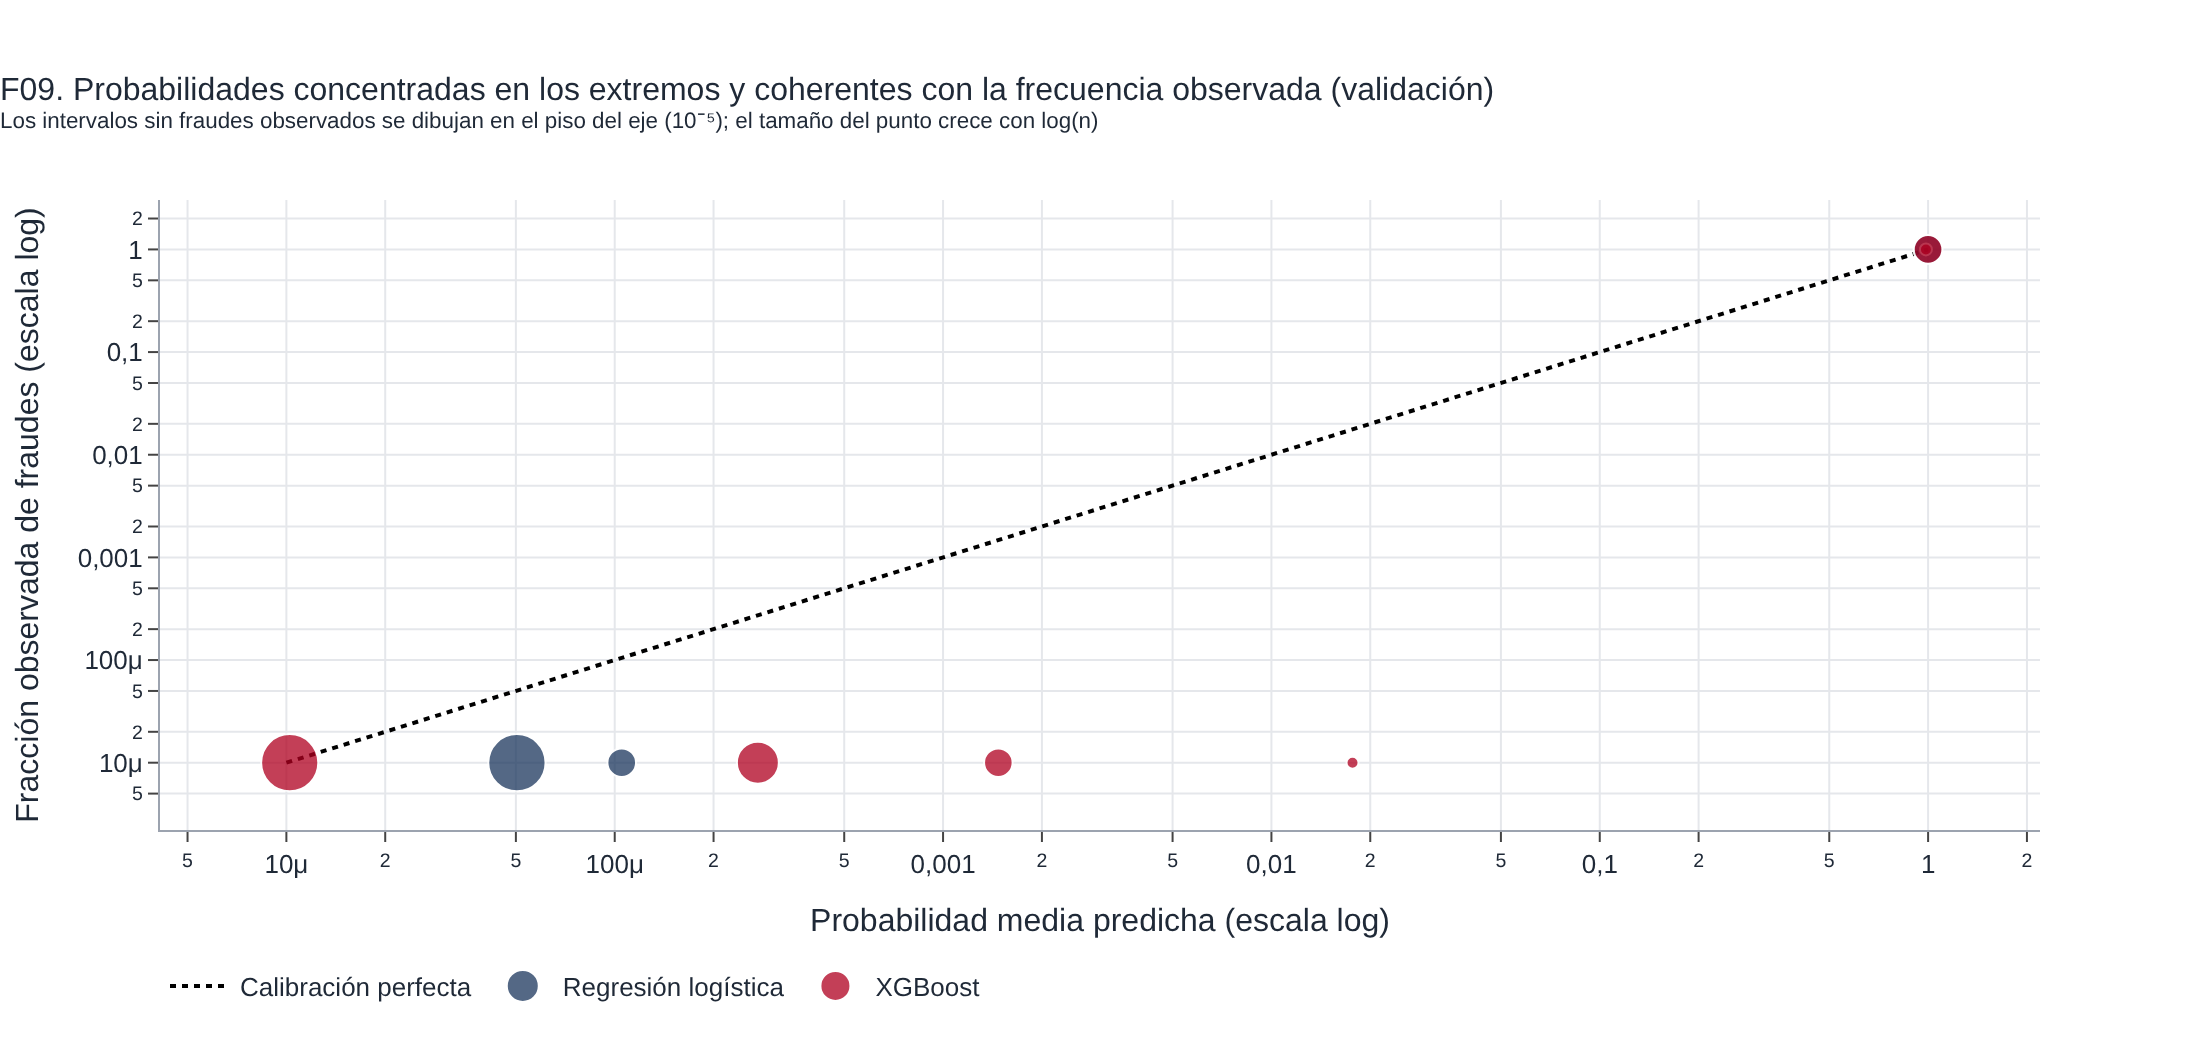 F09. Probabilidades concentradas en los extremos y coherentes con la frecuencia observada (validación)
Los intervalos sin fraudes observados se dibujan en el piso del eje (10⁻⁵); el tamaño del punto crece con log(n)
Fracción observada de fraudes (escala log)
2
1
5
2
0,1
5
2
0,01
5
2
0,001
5
2
100μ
5
2
10μ
5
5 10μ 2 5 100μ 2 5 0,001 2 5 0,01 2 5 0,1 2 5 1 2
Probabilidad media predicha (escala log)
Calibración perfecta Regresión logística XGBoost